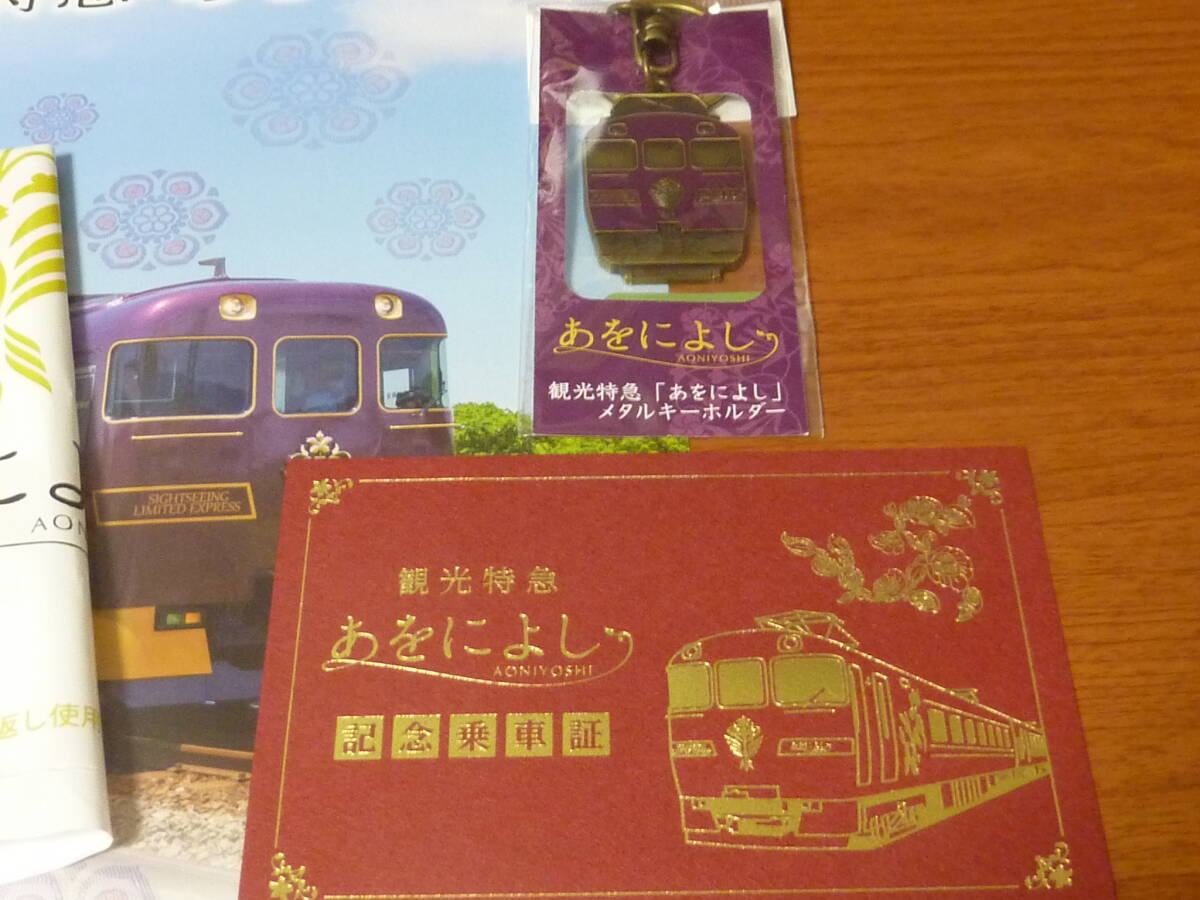 あをによし
AONIYOSHI
観光特急「あをによし」
メタルキーホルダー
SIGHTSEEING
LIMITED EXPRESS
返し使用
観光特急
あをによし
AONIYOSHI
記念乗車証